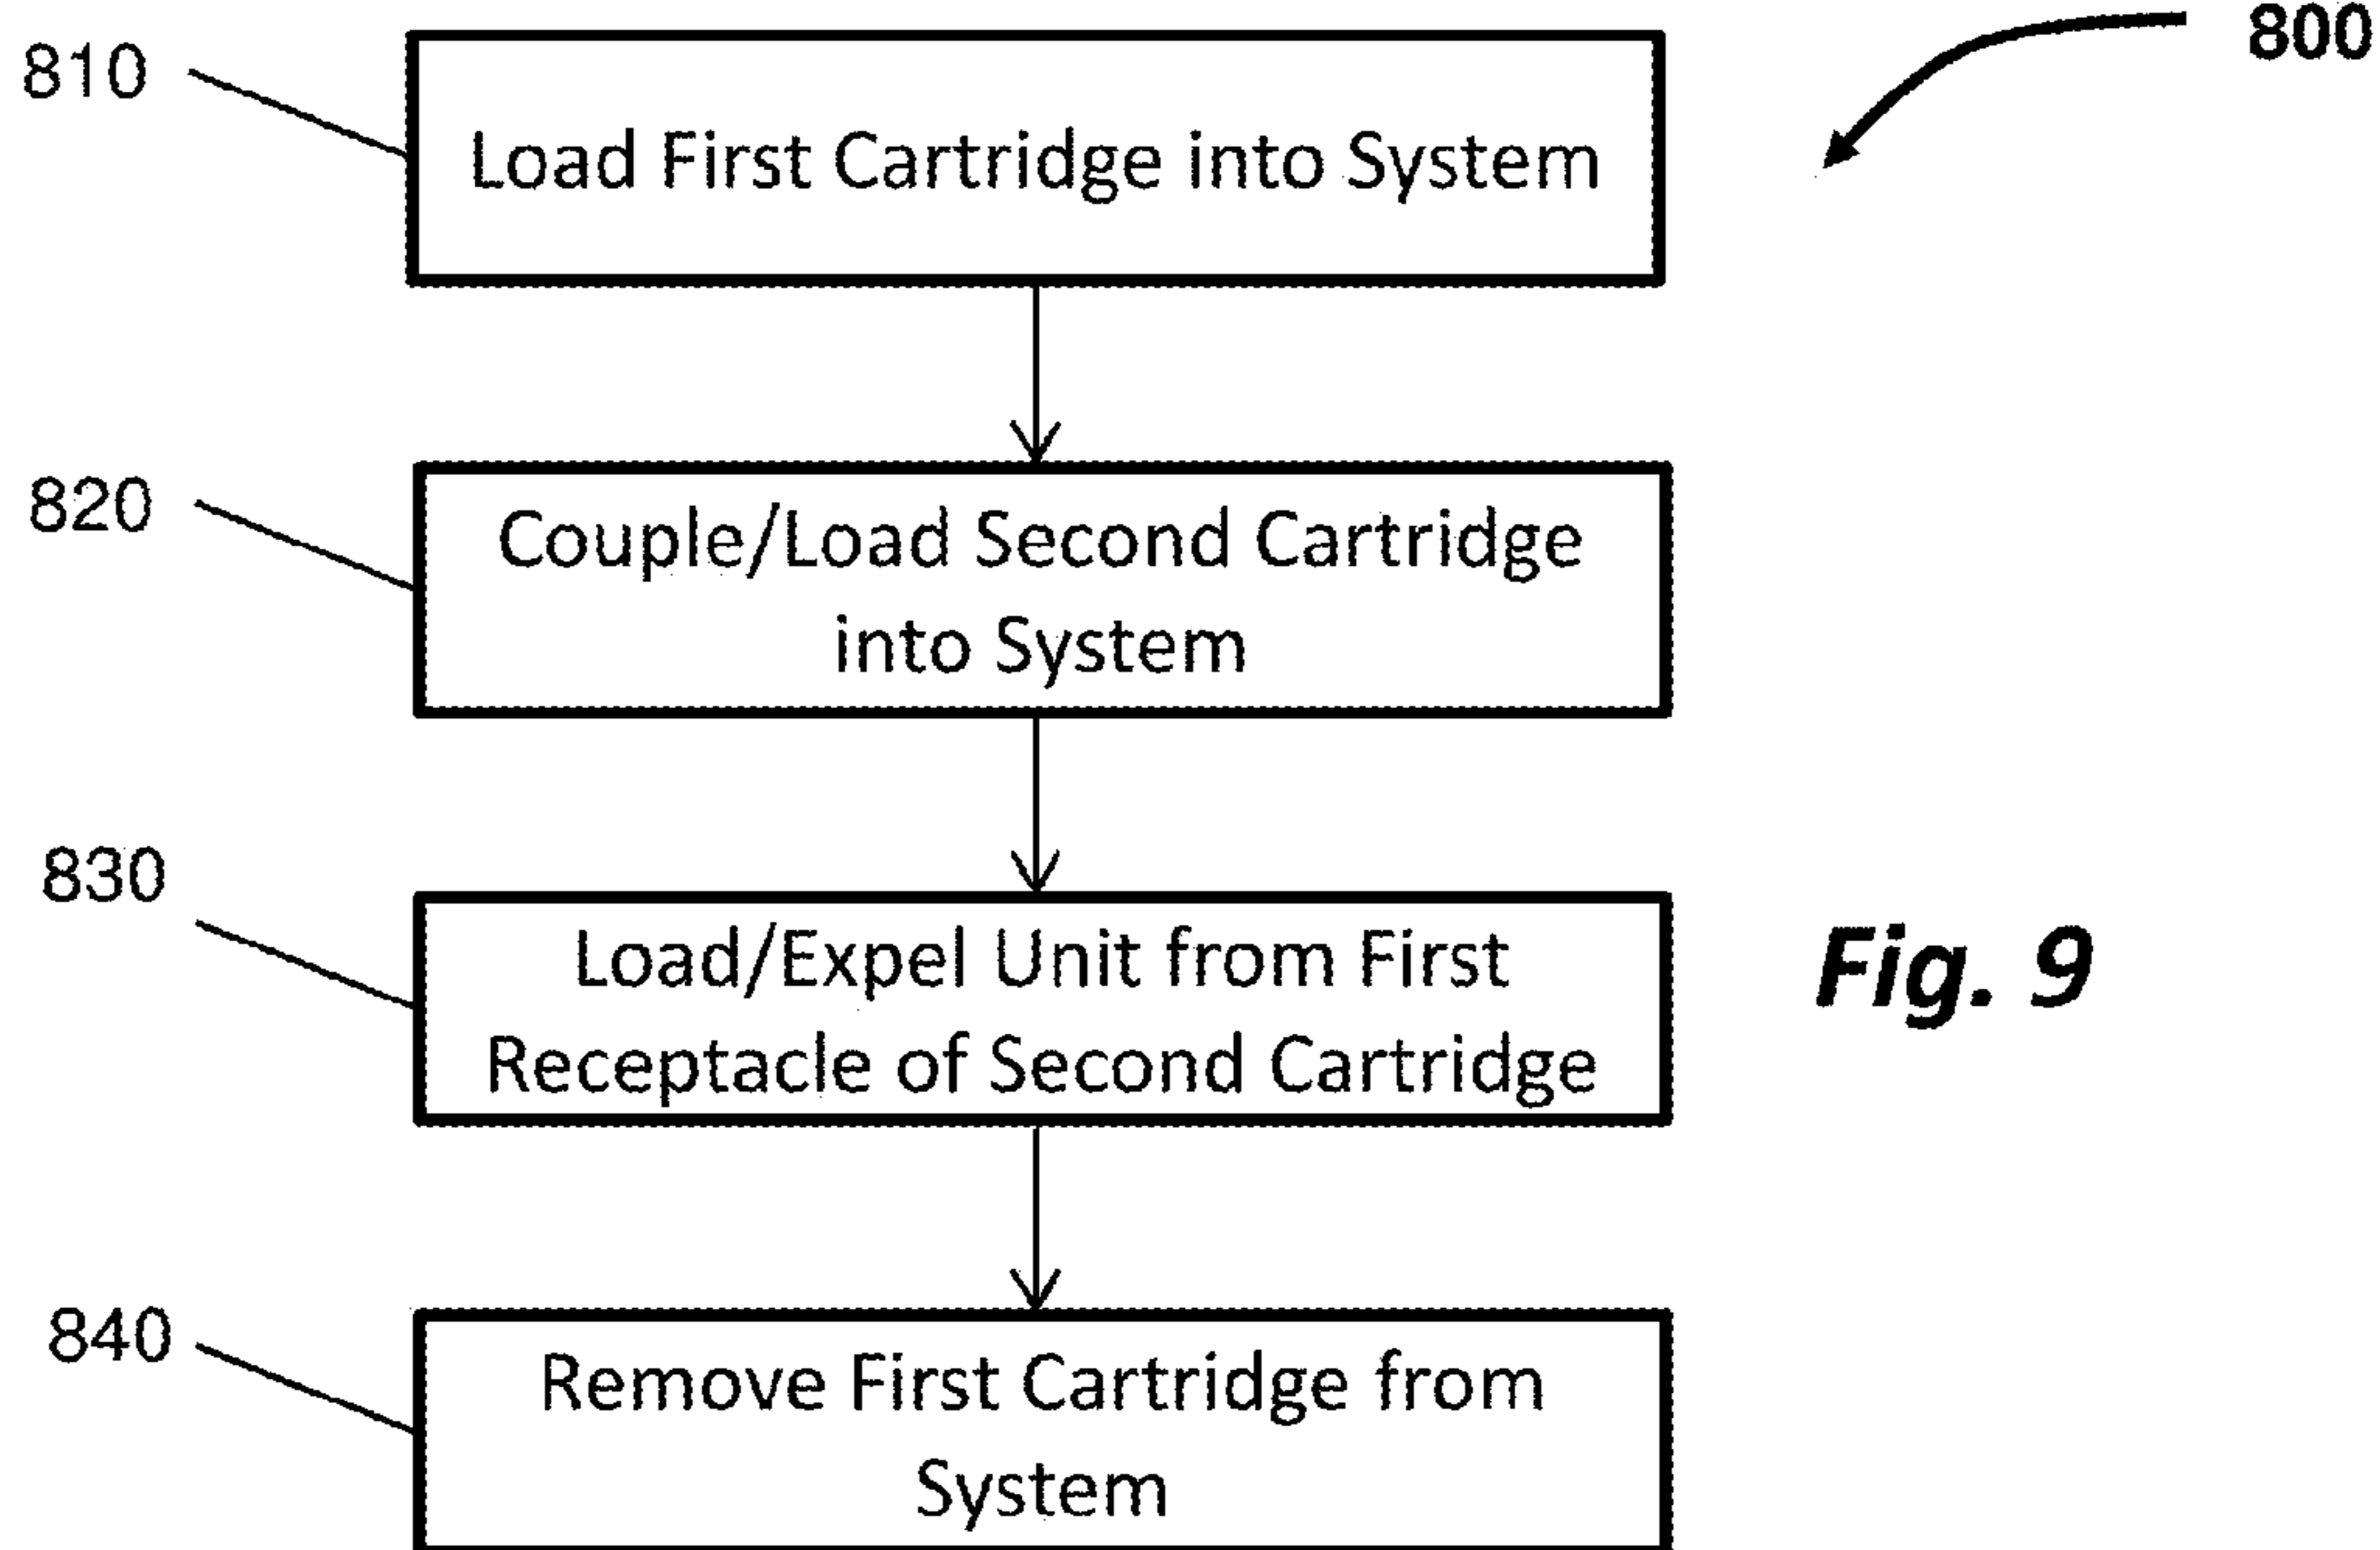 800
810
Load First Cartridge into System
820
Couple/Load Second Cartridge
into System
830
Load/Expel Unit from First
Receptacle of Second Cartridge
Fig. 9
840
Remove First Cartridge from
System